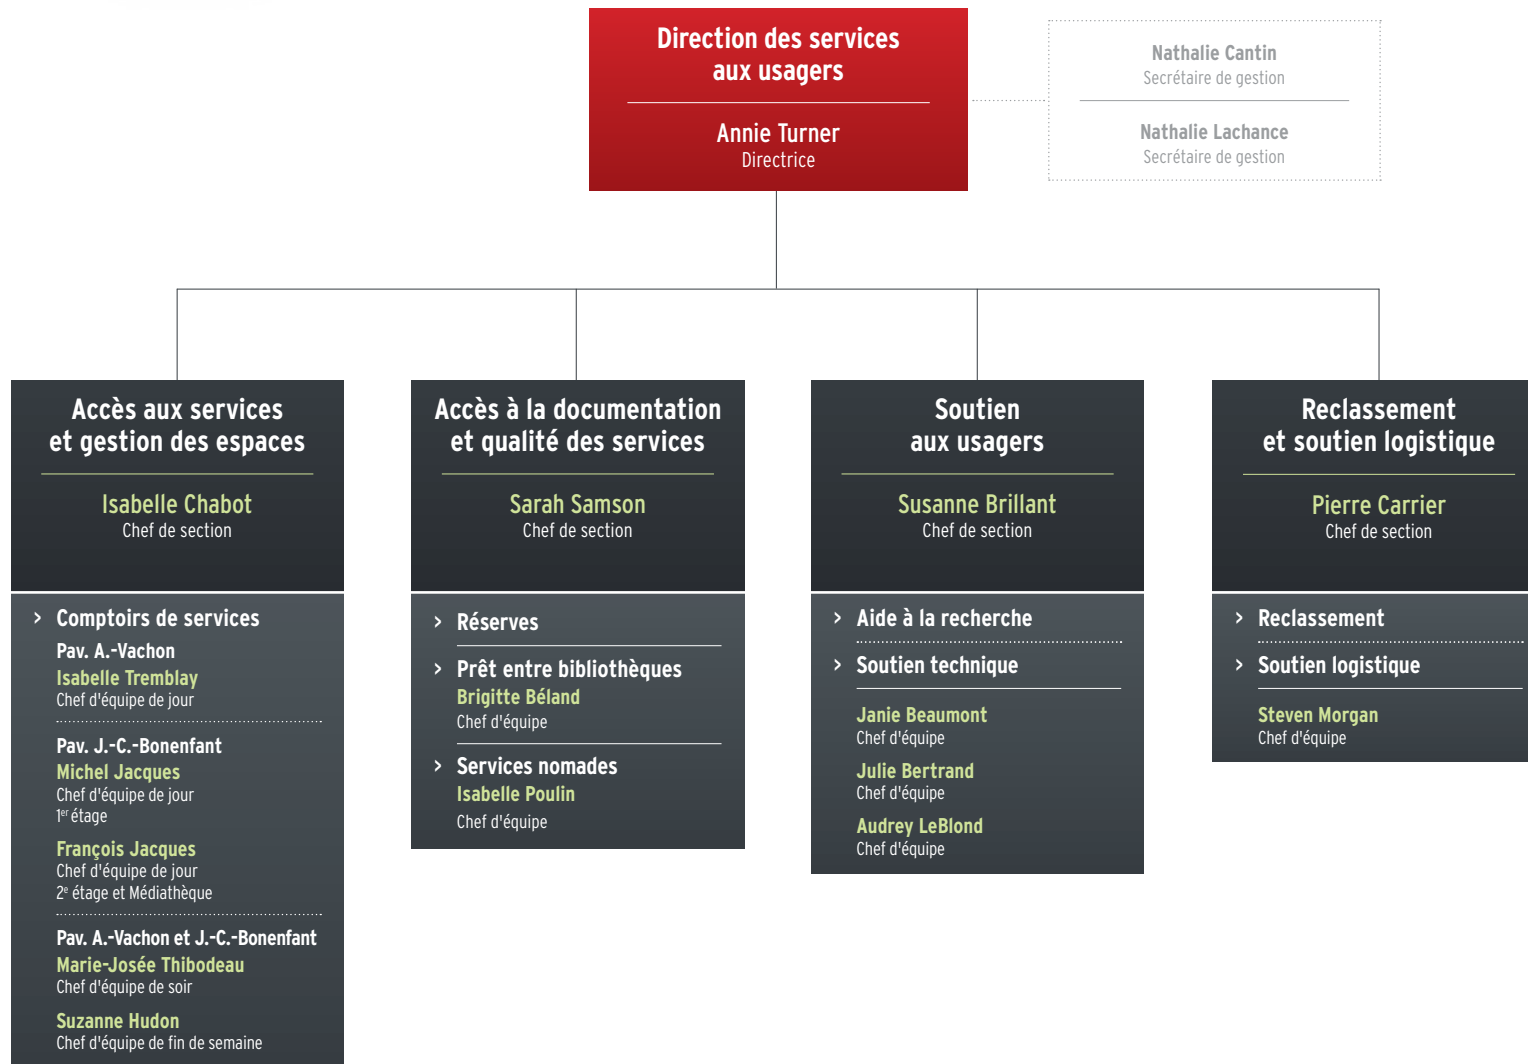 Direction des services
aux usagers
Annie Turner
Directrice
Nathalie Cantin
Secrétaire de gestion
Nathalie Lachance
Secrétaire de gestion
Accès aux services
et gestion des espaces
Isabelle Chabot
Chef de section
> Comptoirs de services
Pav. A.-Vachon
Isabelle Tremblay
Chef d'équipe de jour
Pav. J.-C.-Bonenfant
Michel Jacques
Chef d'équipe de jour
1er étage
François Jacques
Chef d'équipe de jour
2e étage et Médiathèque
Pav. A.-Vachon et J.-C.-Bonenfant
Marie-Josée Thibodeau
Chef d'équipe de soir
Suzanne Hudon
Chef d'équipe de fin de semaine
Accès à la documentation
et qualité des services
Sarah Samson
Chef de section
> Réserves
> Prêt entre bibliothèques
Brigitte Béland
Chef d'équipe
> Services nomades
Isabelle Poulin
Chef d'équipe
Soutien
aux usagers
Susanne Brillant
Chef de section
> Aide à la recherche
> Soutien technique
Janie Beaumont
Chef d'équipe
Julie Bertrand
Chef d'équipe
Audrey LeBlond
Chef d'équipe
Reclassement
et soutien logistique
Pierre Carrier
Chef de section
> Reclassement
> Soutien logistique
Steven Morgan
Chef d'équipe